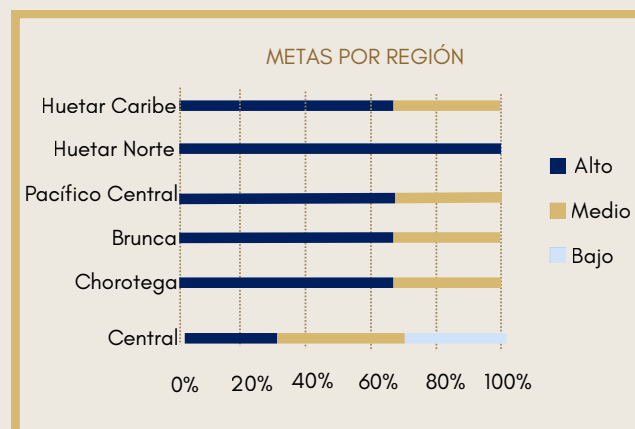 METAS POR REGIÓN
Huetar Caribe
Huetar Norte
Pacífico Central
Brunca
Chorotega
Central
0% 20% 40% 60% 80% 100%
Alto
Medio
Bajo